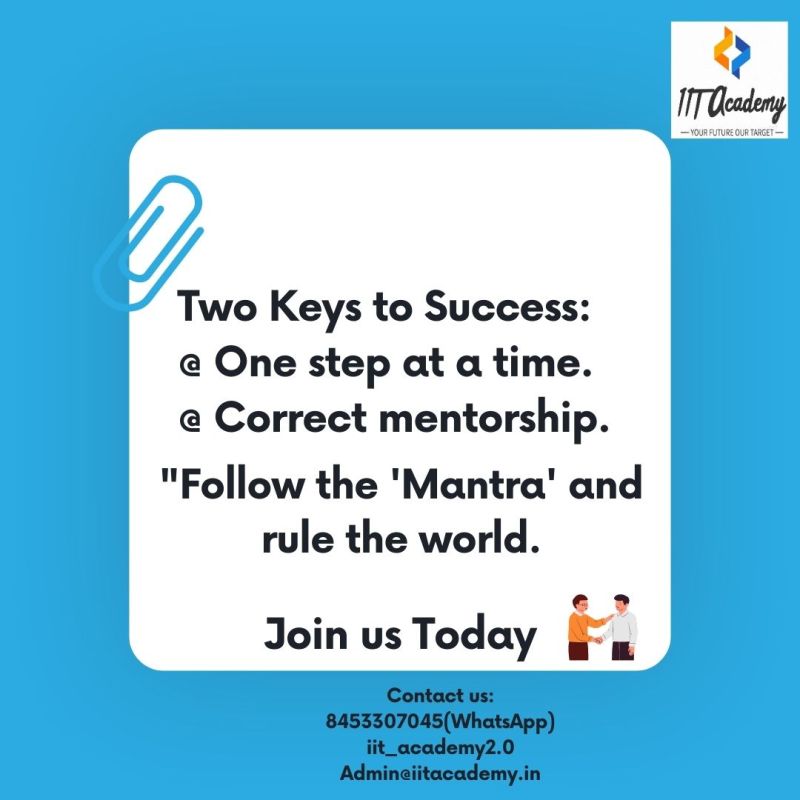 IIT Academy
— YOUR FUTURE OUR TARGET —
Two Keys to Success:
@ One step at a time.
@ Correct mentorship.
"Follow the 'Mantra' and
rule the world.
Join us Today
Contact us:
8453307045(WhatsApp)
iit_academy2.0
Admin@iitacademy.in